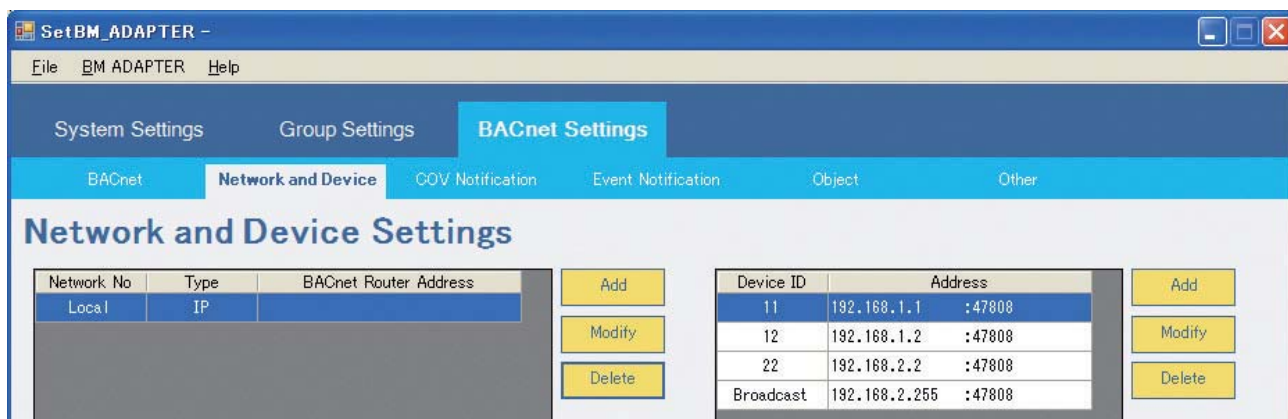 SetBM_ADAPTER -
File BM ADAPTER Help
System Settings Group Settings BACnet Settings
BACnet Network and Device COV Notification Event Notification Object Other
Network and Device Settings
Network No Type BACnet Router Address Add Device ID Address Add
Local IP 11 192.168.1.1 :47808
Modify 12 192.168.1.2 :47808 Modify
22 192.168.2.2 :47808
Delete Broadcast 192.168.2.255 :47808 Delete